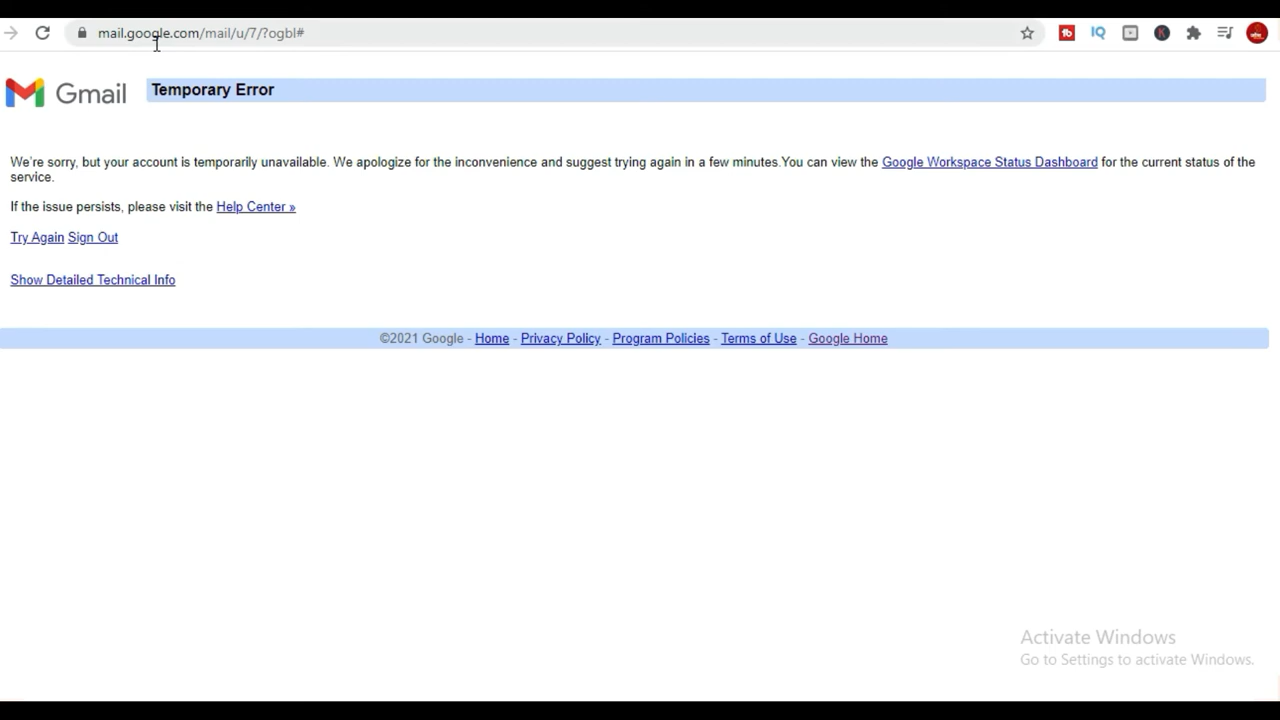 mail.google.com/mail/u/7/?ogbl#
IQ
Gmail
Temporary Error
We're sorry, but your account is temporarily unavailable. We apologize for the inconvenience and suggest trying again in a few minutes.You can view the Google Workspace Status Dashboard for the current status of the
service.
If the issue persists, please visit the Help Center »
Try Again Sign Out
Show Detailed Technical Info
©2021 Google - Home - Privacy Policy - Program Policies - Terms of Use - Google Home
Activate Windows
Go to Settings to activate Windows.